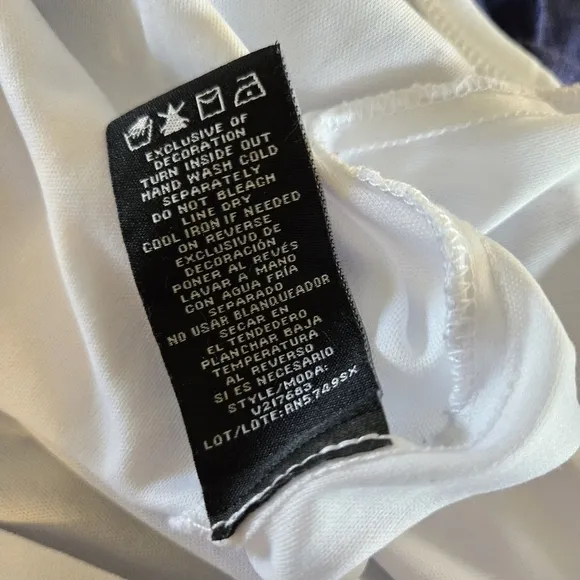 EXCLUSIVE OF
DECORATION
TURN INSIDE OUT
HAND WASH COLD
SEPARATELY
DO NOT BLEACH
LINE DRY
COOL IRON IF NEEDED
ON REVERSE
EXCLUSIVO DE
DECORACIÓN
PONER AL REVÉS
LAVAR A MANO
CON AGUA FRÍA
SEPARADO
NO USAR BLANQUEADOR
SECAR EN
EL TENDEDERO
PLANCHAR BAJA
TEMPERATURA
AL REVERSO
SI ES NECESARIO
STYLE/MODA:
U217683
LOT/LOTE:RN5749SX